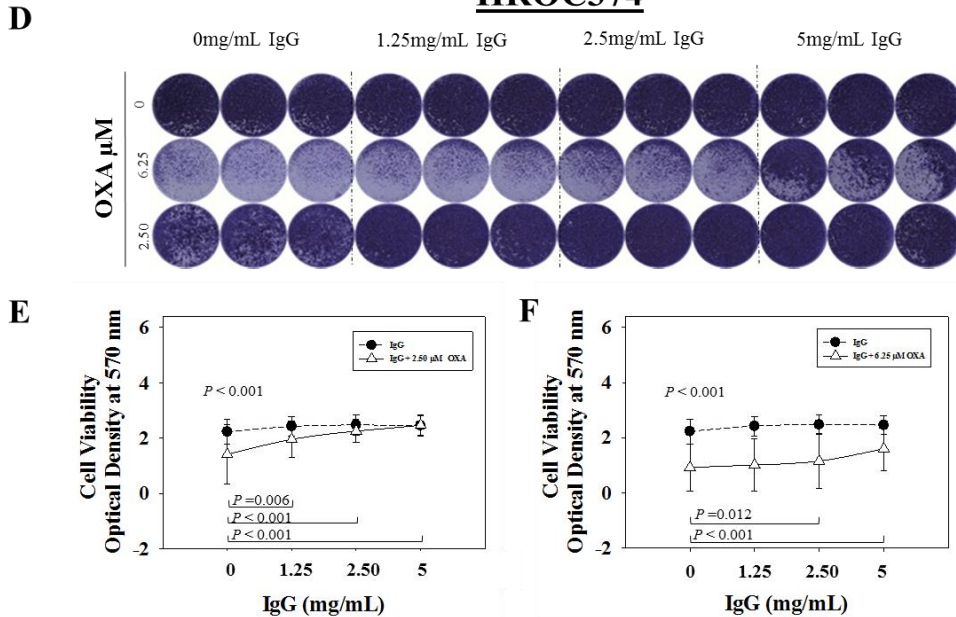 D
0mg/mL IgG 1.25mg/mL IgG 2.5mg/mL IgG 5mg/mL IgG
OXA µM
0
6.25
2.50
E
Cell Viability
Optical Density at 570 nm
6
4
2
0
-2
IgG
IgG + 2.50 µM OXA
P < 0.001
P =0.006
P < 0.001
P < 0.001
0 1.25 2.50 5
IgG (mg/mL)
F
Cell Viability
Optical Density at 570 nm
6
4
2
0
-2
IgG
IgG + 6.25 µM OXA
P < 0.001
P =0.012
P < 0.001
0 1.25 2.50 5
IgG (mg/mL)